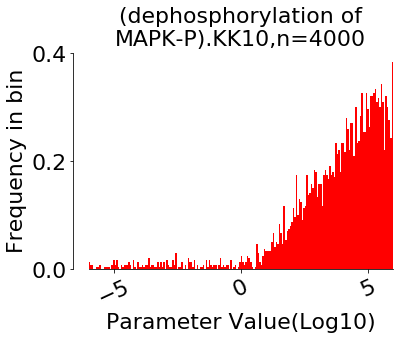 (dephosphorylation of
MAPK-P).KK10,n=4000
Frequency in bin
0.4
0.2
0.0
−5
0
5
Parameter Value(Log10)